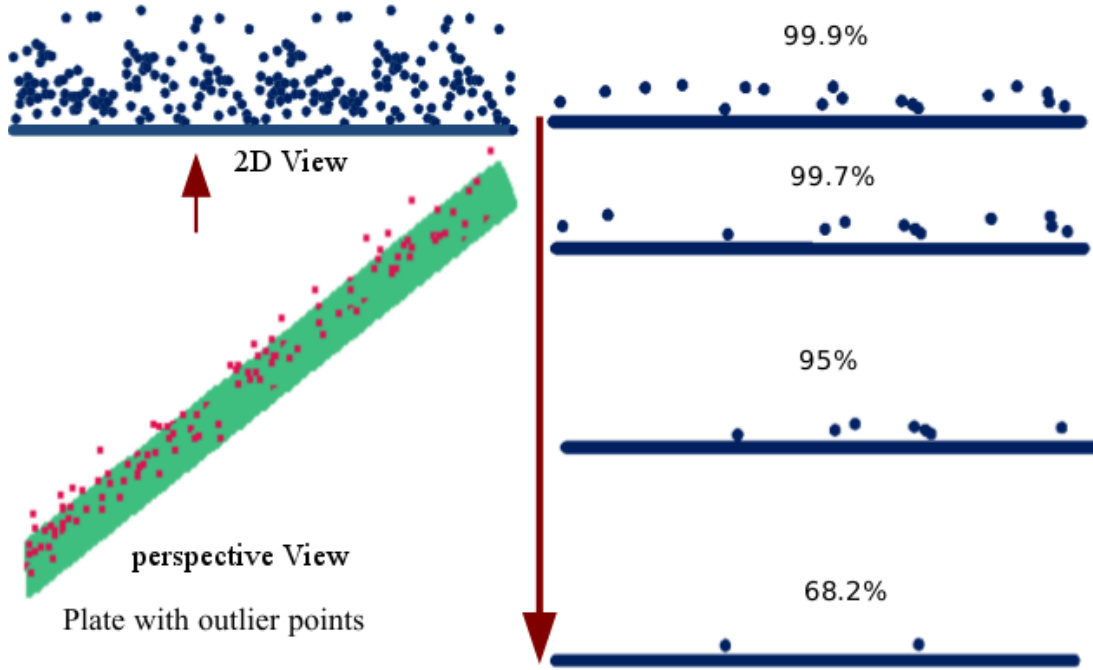 2D View
perspective View
Plate with outlier points
99.9%
99.7%
95%
68.2%